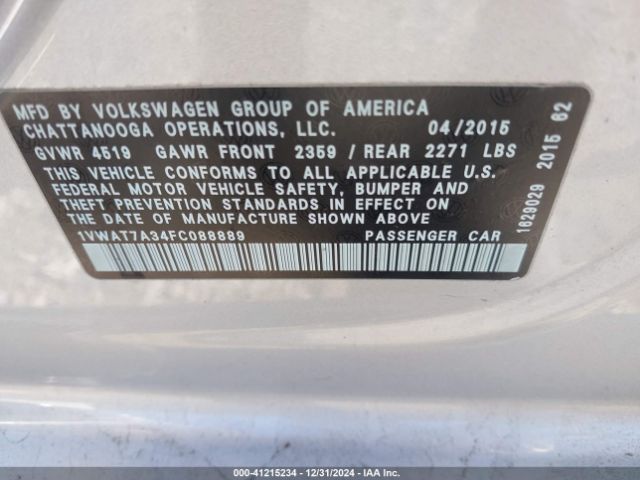 MFD BY VOLKSWAGEN GROUP OF AMERICA
CHATTANOOGA OPERATIONS, LLC. 04/2015
GVWR 4519 GAWR FRONT 2359 / REAR 2271 LBS
THIS VEHICLE CONFORMS TO ALL APPLICABLE U.S.
FEDERAL MOTOR VEHICLE SAFETY, BUMPER AND
THEFT PREVENTION STANDARDS IN EFFECT ON
THE DATE OF MANUFACTURE SHOWN ABOVE
1VWAT7A34FC088889 PASSENGER CAR
1629029 2015 62
000-41215234 - 12/31/2024 - IAA Inc.